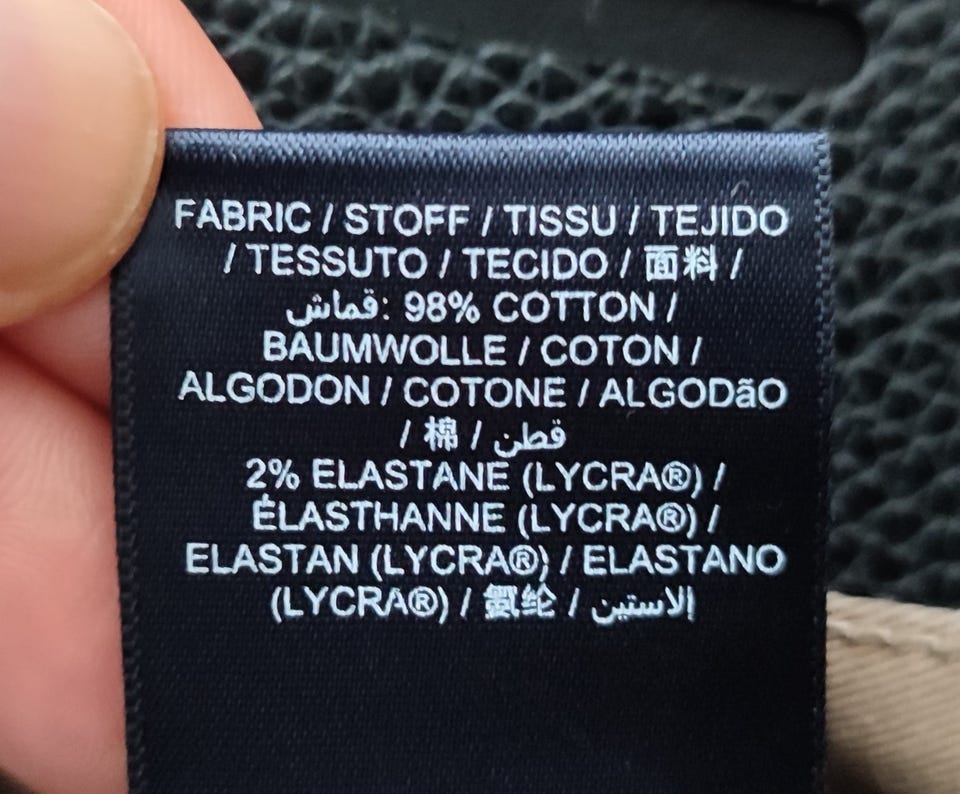 FABRIC / STOFF / TISSU / TEJIDO
/ TESSUTO / TECIDO / 面料 /
قماش: 98% COTTON /
BAUMWOLLE / COTON /
ALGODON / COTONE / ALGODãO
/ 棉 / قطن
2% ELASTANE (LYCRA®) /
ÉLASTHANNE (LYCRA®) /
ELASTAN (LYCRA®) / ELASTANO
(LYCRA®) / 氨纶 / الاستين